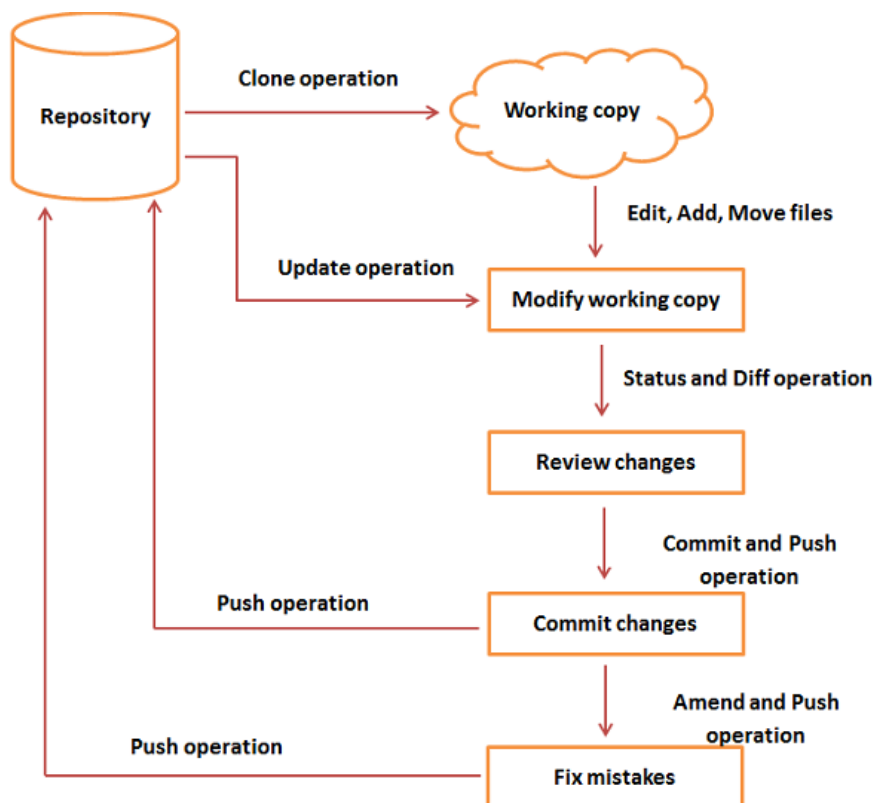 Clone operation
Repository
Working copy
Edit, Add, Move files
Update operation
Modify working copy
Status and Diff operation
Review changes
Commit and Push
operation
Push operation
Commit changes
Amend and Push
operation
Push operation
Fix mistakes